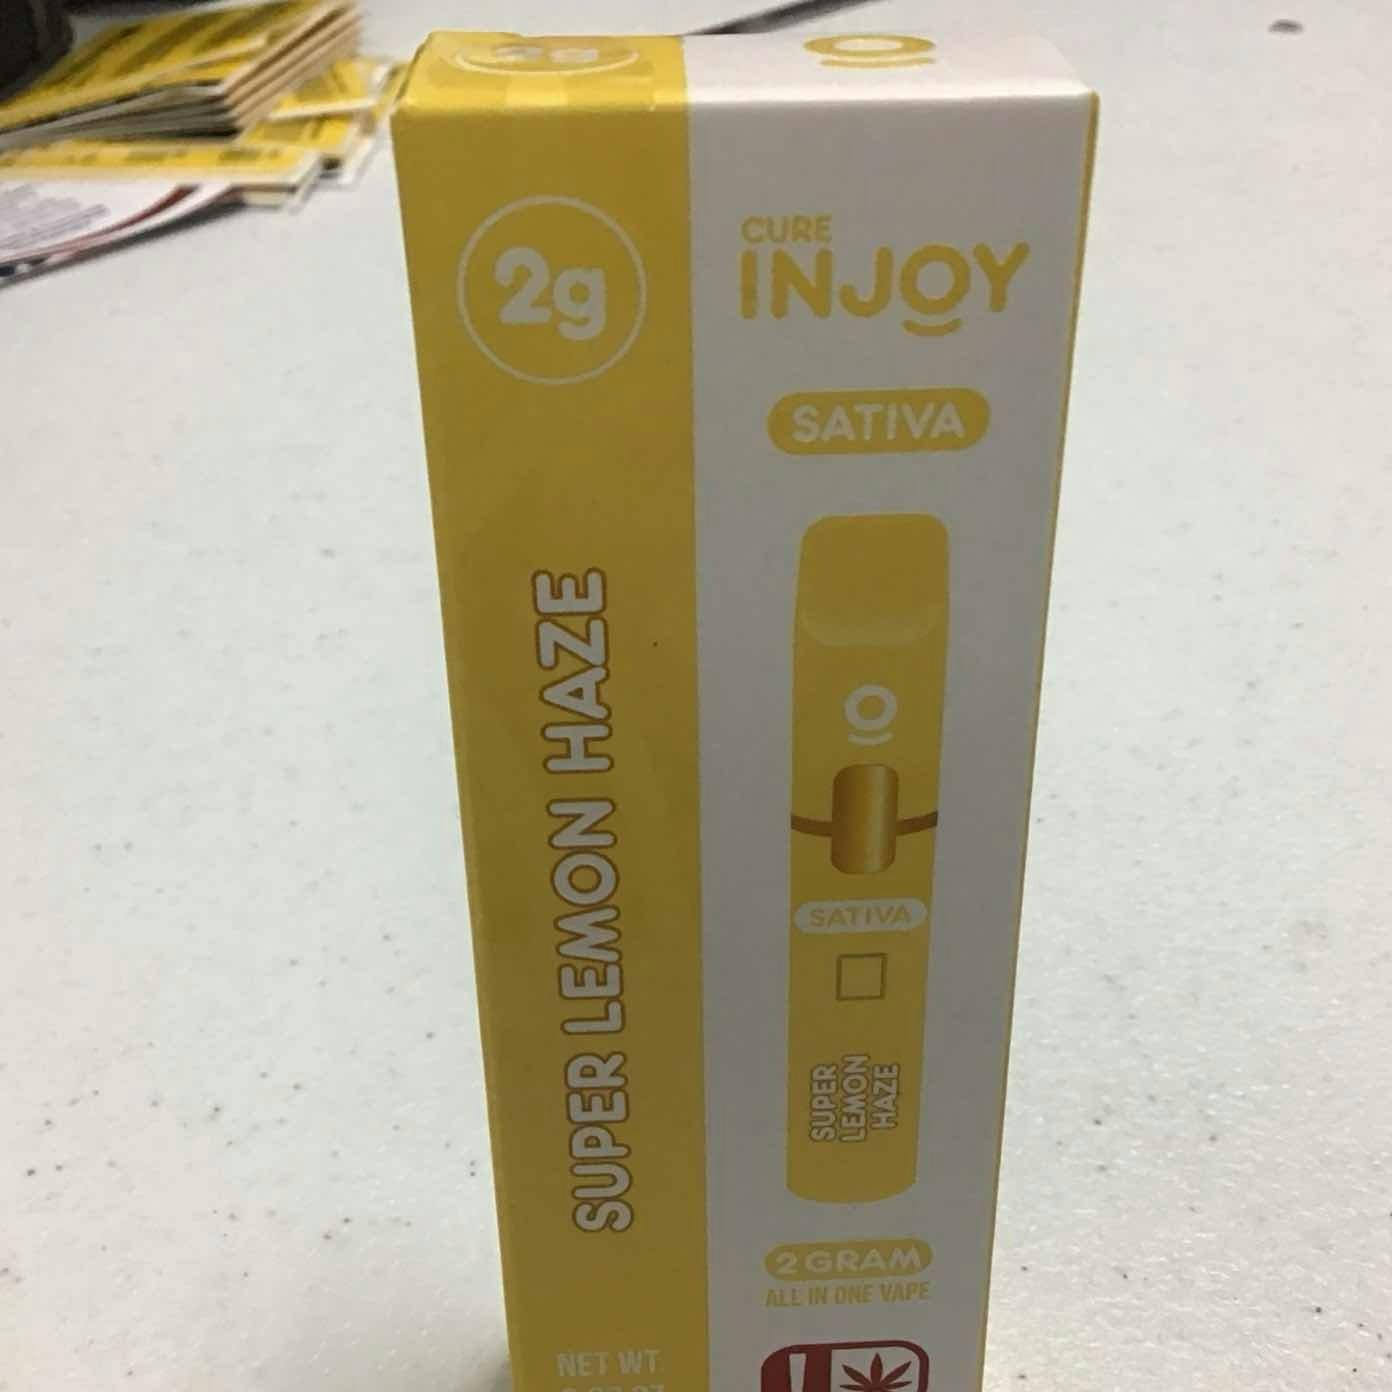 2g
SUPER LEMON HAZE
NET WT.
CURE
INJOY
SATIVA
SATIVA
SUPER
LEMON
HAZE
2 GRAM
ALL IN ONE VAPE